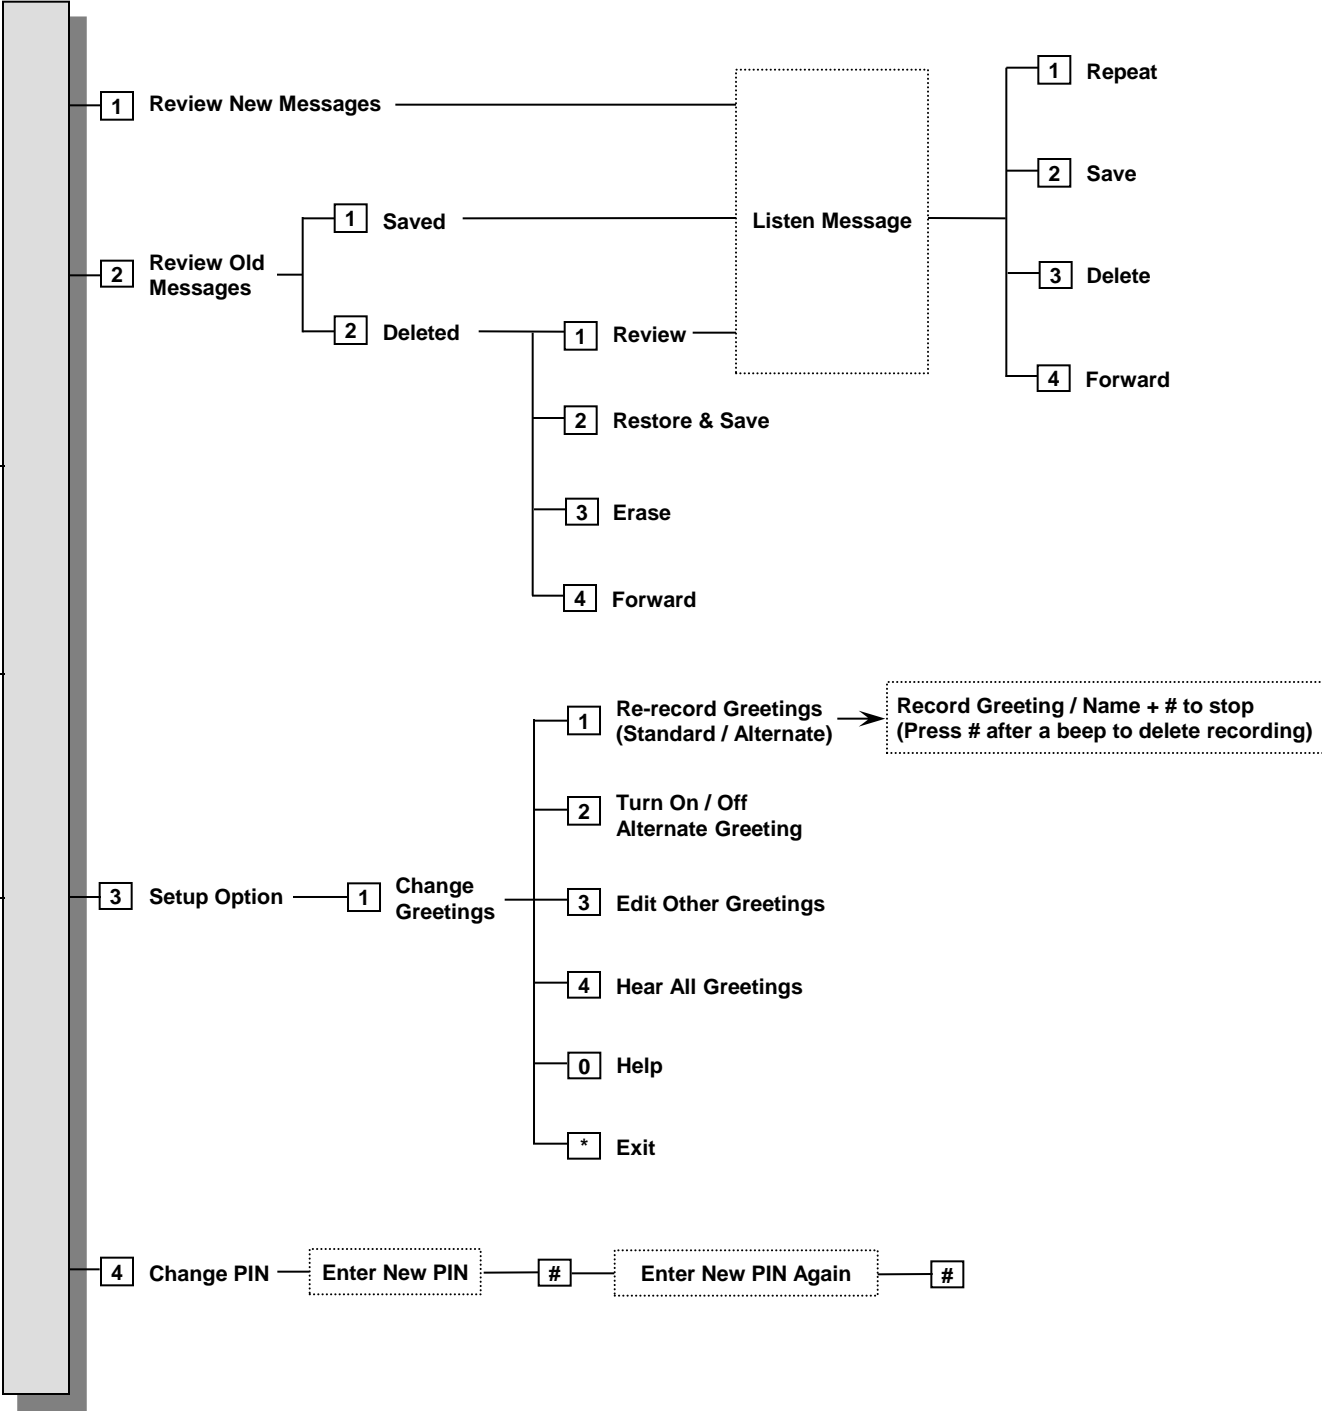 1 Review New Messages
Listen Message
1 Repeat
2 Save
3 Delete
4 Forward
2 Review Old
Messages
1 Saved
2 Deleted
1 Review
2 Restore & Save
3 Erase
4 Forward
3 Setup Option
1 Change
Greetings
1 Re-record Greetings
(Standard / Alternate)
Record Greeting / Name + # to stop
(Press # after a beep to delete recording)
2 Turn On / Off
Alternate Greeting
3 Edit Other Greetings
4 Hear All Greetings
0 Help
* Exit
4 Change PIN
Enter New PIN
#
Enter New PIN Again
#